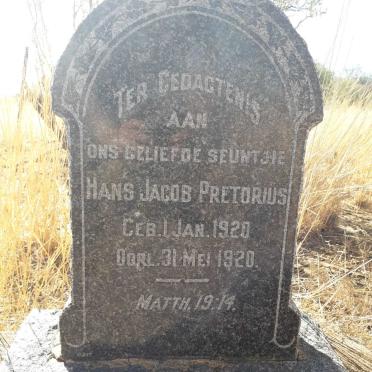 TER GEDAGTENIS
AAN
ONS GELIEFDE SEUNTJIE
HANS JACOB PRETORIUS
GEB. 1 JAN. 1920
OORL. 31 MEI 1920.
MATTH. 19:14.